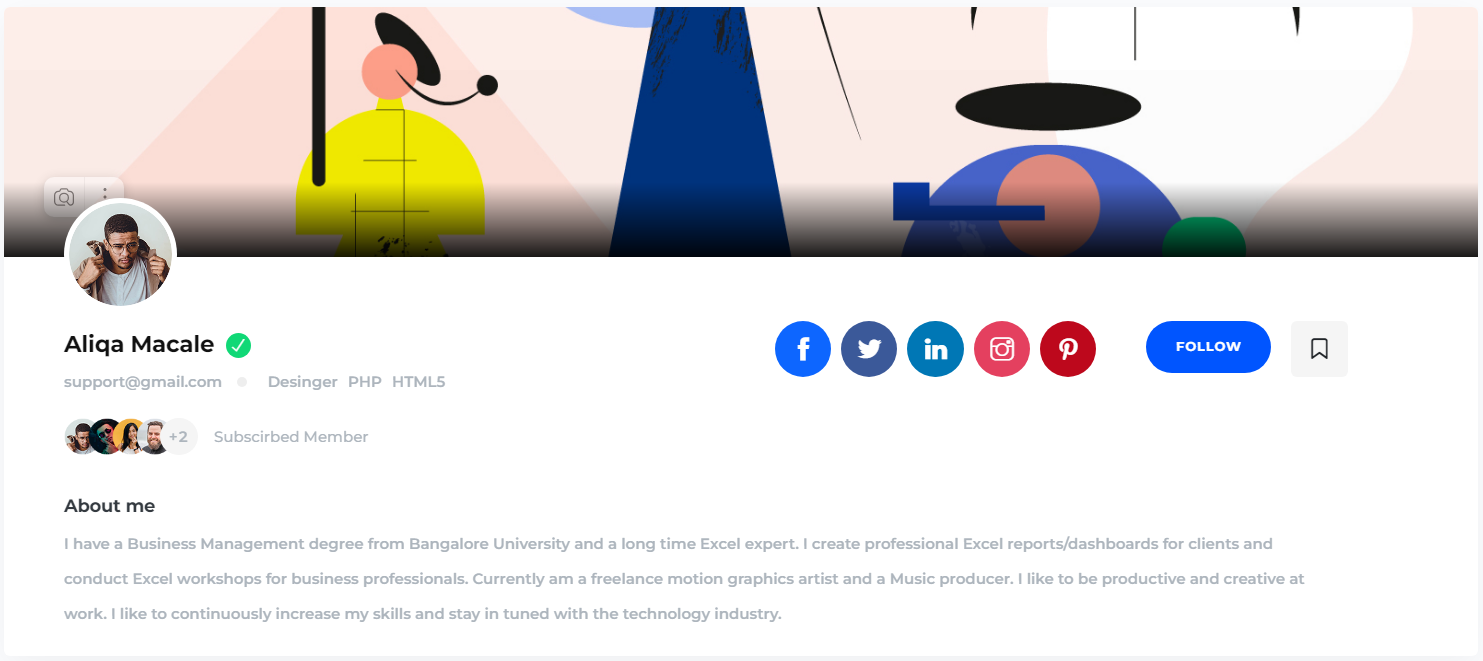 Aliqa Macale
FOLLOW
support@gmail.com Desinger PHP HTML5
+2 Subscirbed Member
About me
I have a Business Management degree from Bangalore University and a long time Excel expert. I create professional Excel reports/dashboards for clients and
conduct Excel workshops for business professionals. Currently am a freelance motion graphics artist and a Music producer. I like to be productive and creative at
work. I like to continuously increase my skills and stay in tuned with the technology industry.